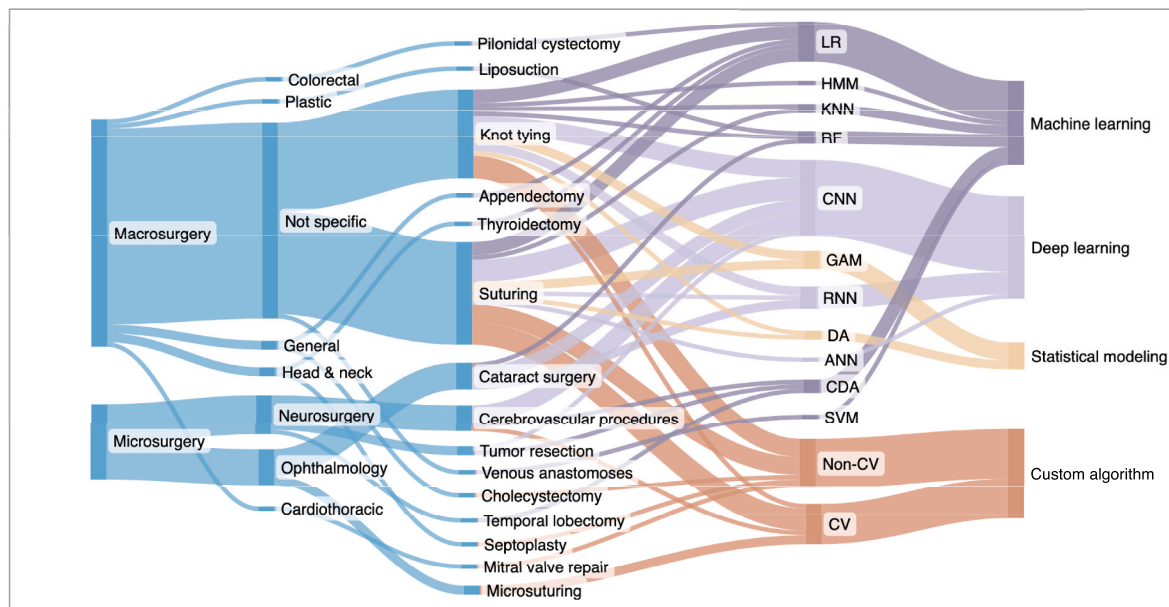 Macrosurgery
Microsurgery
Colorectal
Plastic
Not specific
General
Head & neck
Neurosurgery
Ophthalmology
Cardiothoracic
Pilonidal cystectomy
Liposuction
Knot tying
Appendectomy
Thyroidectomy
Suturing
Cataract surgery
Cerebrovascular procedures
Tumor resection
Venous anastomoses
Cholecystectomy
Temporal lobectomy
Septoplasty
Mitral valve repair
Microsuturing
LR
HMM
KNN
RF
CNN
GAM
RNN
DA
ANN
CDA
SVM
Non-CV
CV
Machine learning
Deep learning
Statistical modeling
Custom algorithm